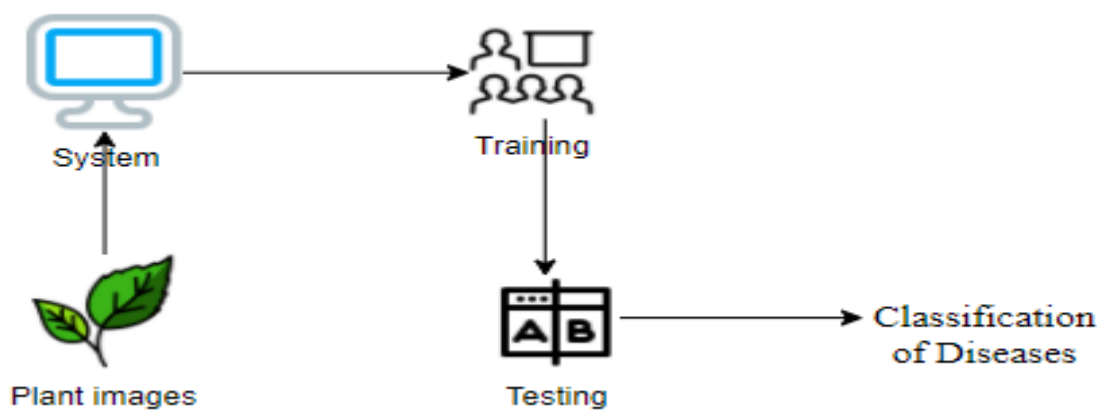 System
Training
Plant images
A B
Testing
Classification
of Diseases